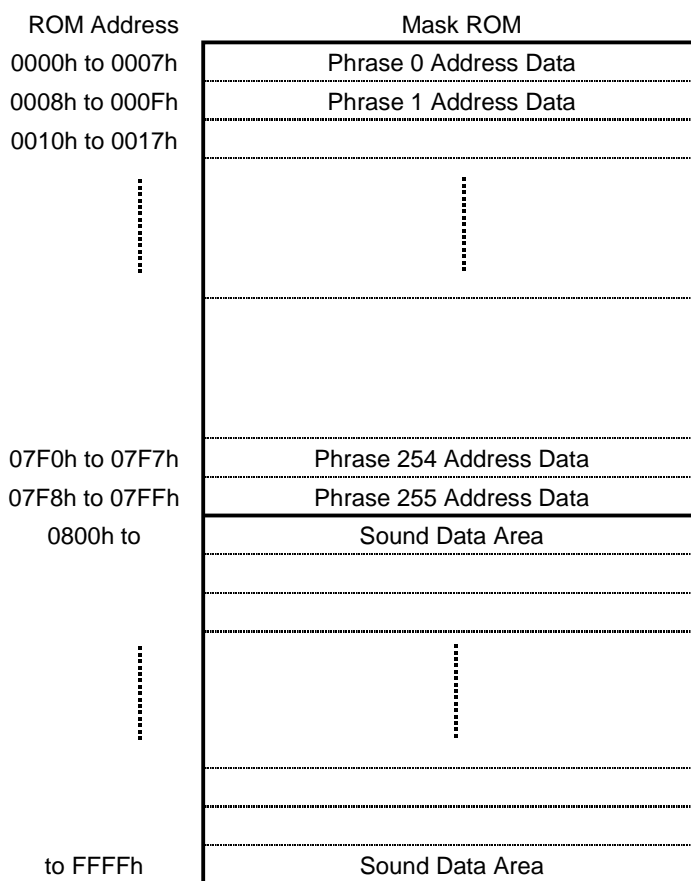 ROM Address Mask ROM
0000h to 0007h Phrase 0 Address Data
0008h to 000Fh Phrase 1 Address Data
0010h to 0017h
07F0h to 07F7h Phrase 254 Address Data
07F8h to 07FFh Phrase 255 Address Data
0800h to Sound Data Area
to FFFFh Sound Data Area